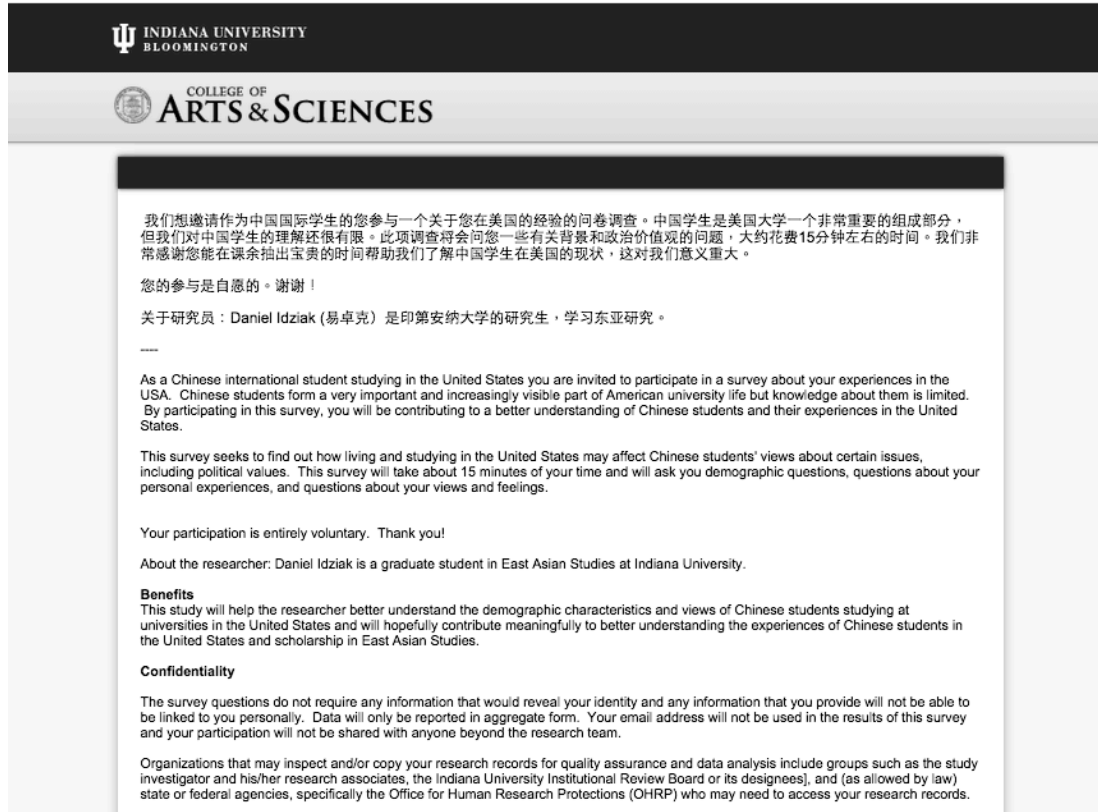 INDIANA UNIVERSITY
BLOOMINGTON
COLLEGE OF
ARTS & SCIENCES
我们想邀请作为中国国际学生的您参与一个关于您在美国的经验的问卷调查。中国学生是美国大学一个非常重要的组成部分，
但我们对中国学生的理解还很有限。此项调查将会问您一些有关背景和政治价值观的问题，大约花费15分钟左右的时间。我们非
常感谢您能在课余抽出宝贵的时间帮助我们了解中国学生在美国的现状，这对我们意义重大。
您的参与是自愿的。谢谢！
关于研究员：Daniel Idziak (易卓克）是印第安纳大学的研究生，学习东亚研究。
----
As a Chinese international student studying in the United States you are invited to participate in a survey about your experiences in the
USA.  Chinese students form a very important and increasingly visible part of American university life but knowledge about them is limited.
By participating in this survey, you will be contributing to a better understanding of Chinese students and their experiences in the United
States.
This survey seeks to find out how living and studying in the United States may affect Chinese students' views about certain issues,
including political values.  This survey will take about 15 minutes of your time and will ask you demographic questions, questions about your
personal experiences, and questions about your views and feelings.
Your participation is entirely voluntary.  Thank you!
About the researcher: Daniel Idziak is a graduate student in East Asian Studies at Indiana University.
Benefits
This study will help the researcher better understand the demographic characteristics and views of Chinese students studying at
universities in the United States and will hopefully contribute meaningfully to better understanding the experiences of Chinese students in
the United States and scholarship in East Asian Studies.
Confidentiality
The survey questions do not require any information that would reveal your identity and any information that you provide will not be able to
be linked to you personally.  Data will only be reported in aggregate form.  Your email address will not be used in the results of this survey
and your participation will not be shared with anyone beyond the research team.
Organizations that may inspect and/or copy your research records for quality assurance and data analysis include groups such as the study
investigator and his/her research associates, the Indiana University Institutional Review Board or its designees], and (as allowed by law)
state or federal agencies, specifically the Office for Human Research Protections (OHRP) who may need to access your research records.